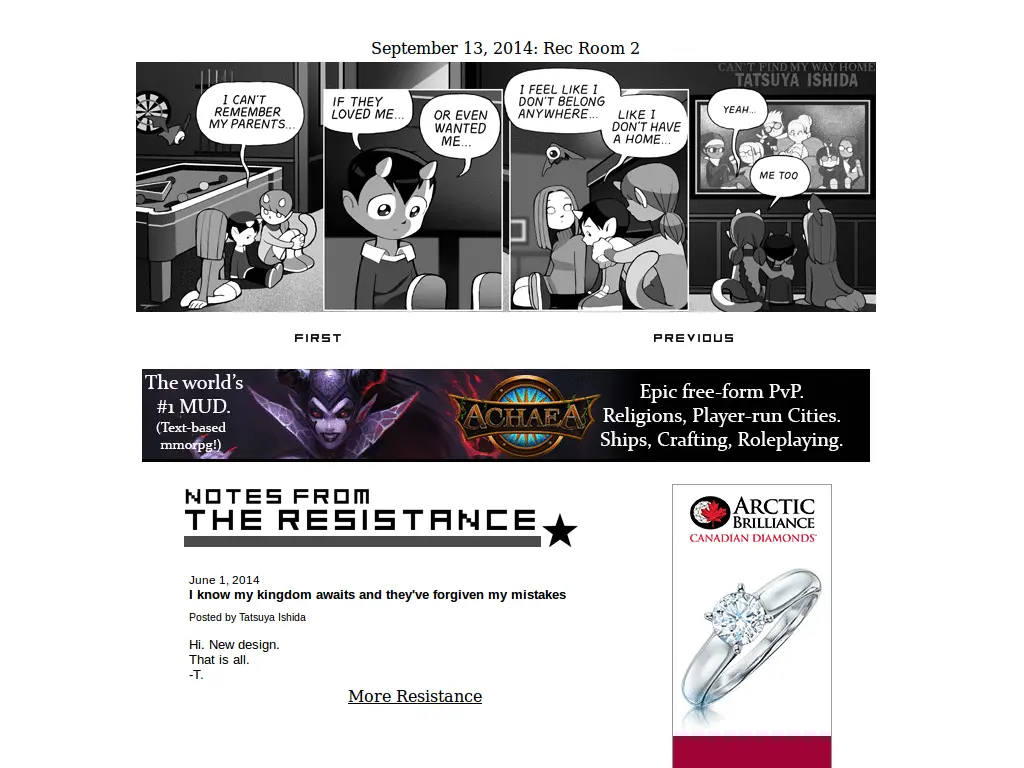 September 13, 2014: Rec Room 2
CAN'T FIND MY WAY HOME
TATSUYA ISHIDA
I CAN'T
REMEMBER
MY PARENTS...
IF THEY
LOVED ME...
OR EVEN
WANTED
ME...
I FEEL LIKE I
DON'T BELONG
ANYWHERE...
LIKE I
DON'T HAVE
A HOME...
YEAH...
ME TOO
FIRST
PREVIOUS
The world's
#1 MUD.
(Text-based
mmorpg!)
ACHAEA
Epic free-form PvP.
Religions, Player-run Cities.
Ships, Crafting, Roleplaying.
NOTES FROM
THE RESISTANCE
June 1, 2014
I know my kingdom awaits and they've forgiven my mistakes
Posted by Tatsuya Ishida
Hi. New design.
That is all.
-T.
More Resistance
ARCTIC
BRILLIANCE
CANADIAN DIAMONDS™